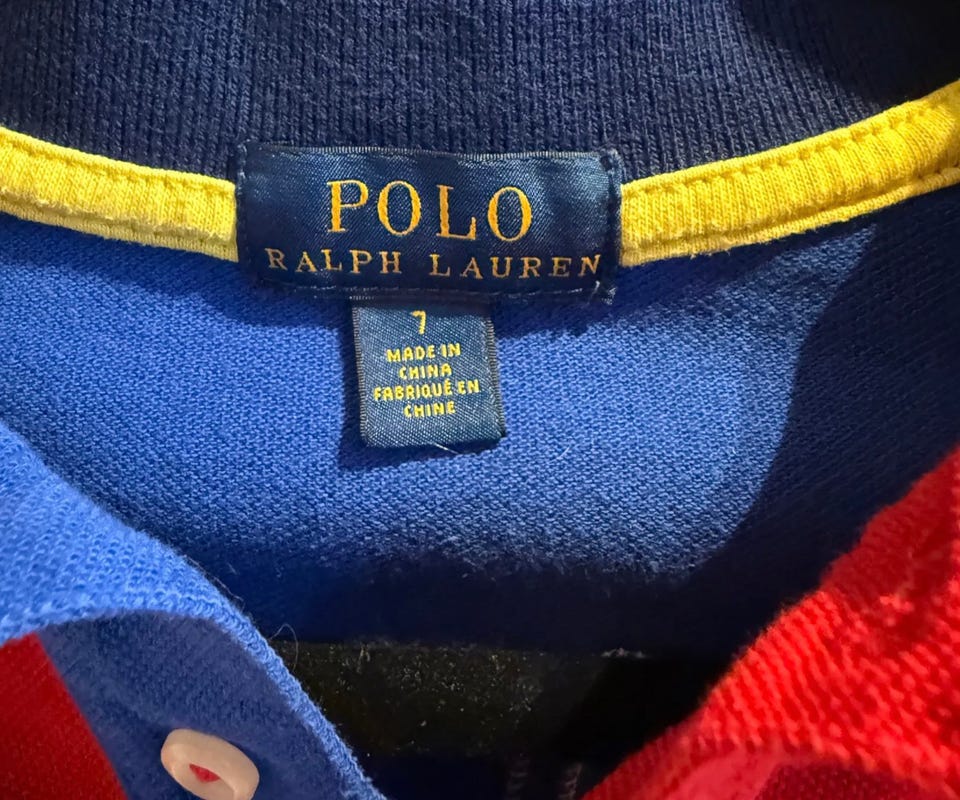 POLO
RALPH LAUREN
7
MADE IN
CHINA
FABRIQUÉ EN
CHINE